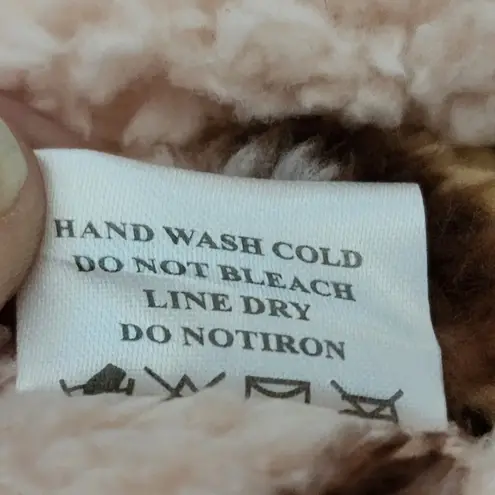 HAND WASH COLD
DO NOT BLEACH
LINE DRY
DO NOTIRON